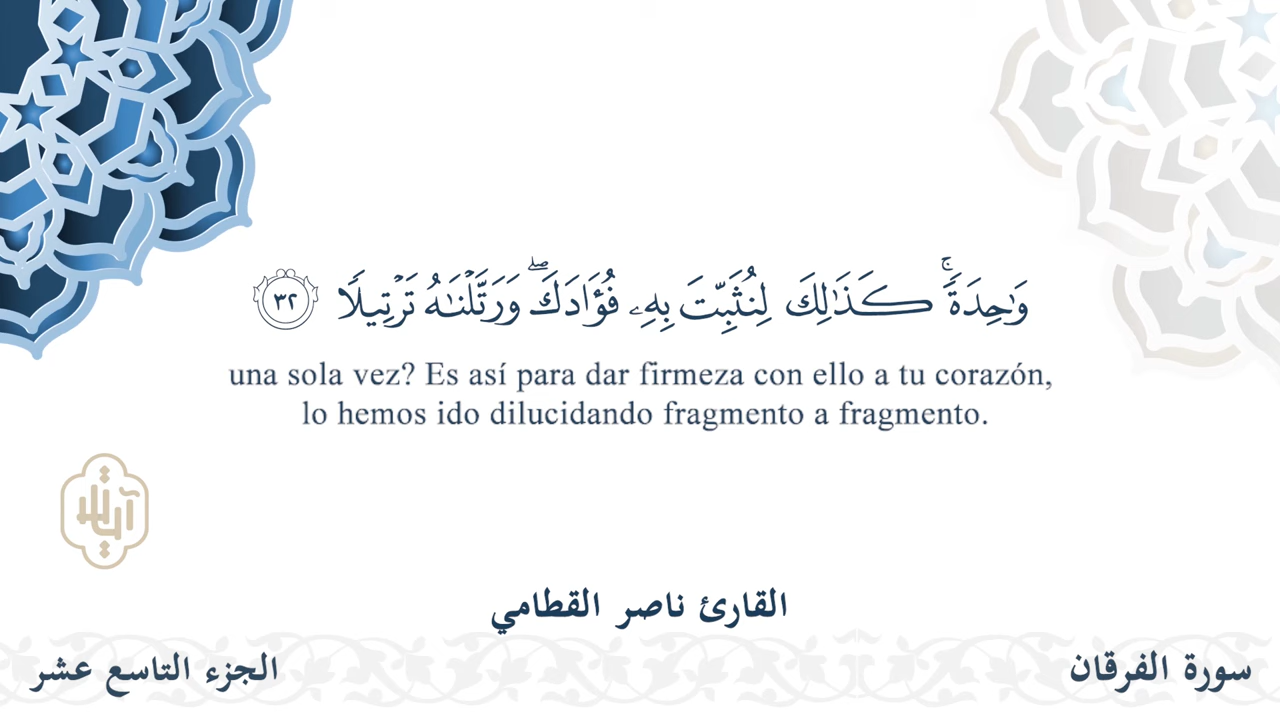 وَٰحِدَةًۚ كَذَٰلِكَ لِنُثَبِّتَ بِهِۦ فُؤَادَكَۖ وَرَتَّلْنَٰهُ تَرْتِيلًا ٣٢
una sola vez? Es así para dar firmeza con ello a tu corazón,
lo hemos ido dilucidando fragmento a fragmento.
القارئ ناصر القطامي
سورة الفرقان
الجزء التاسع عشر